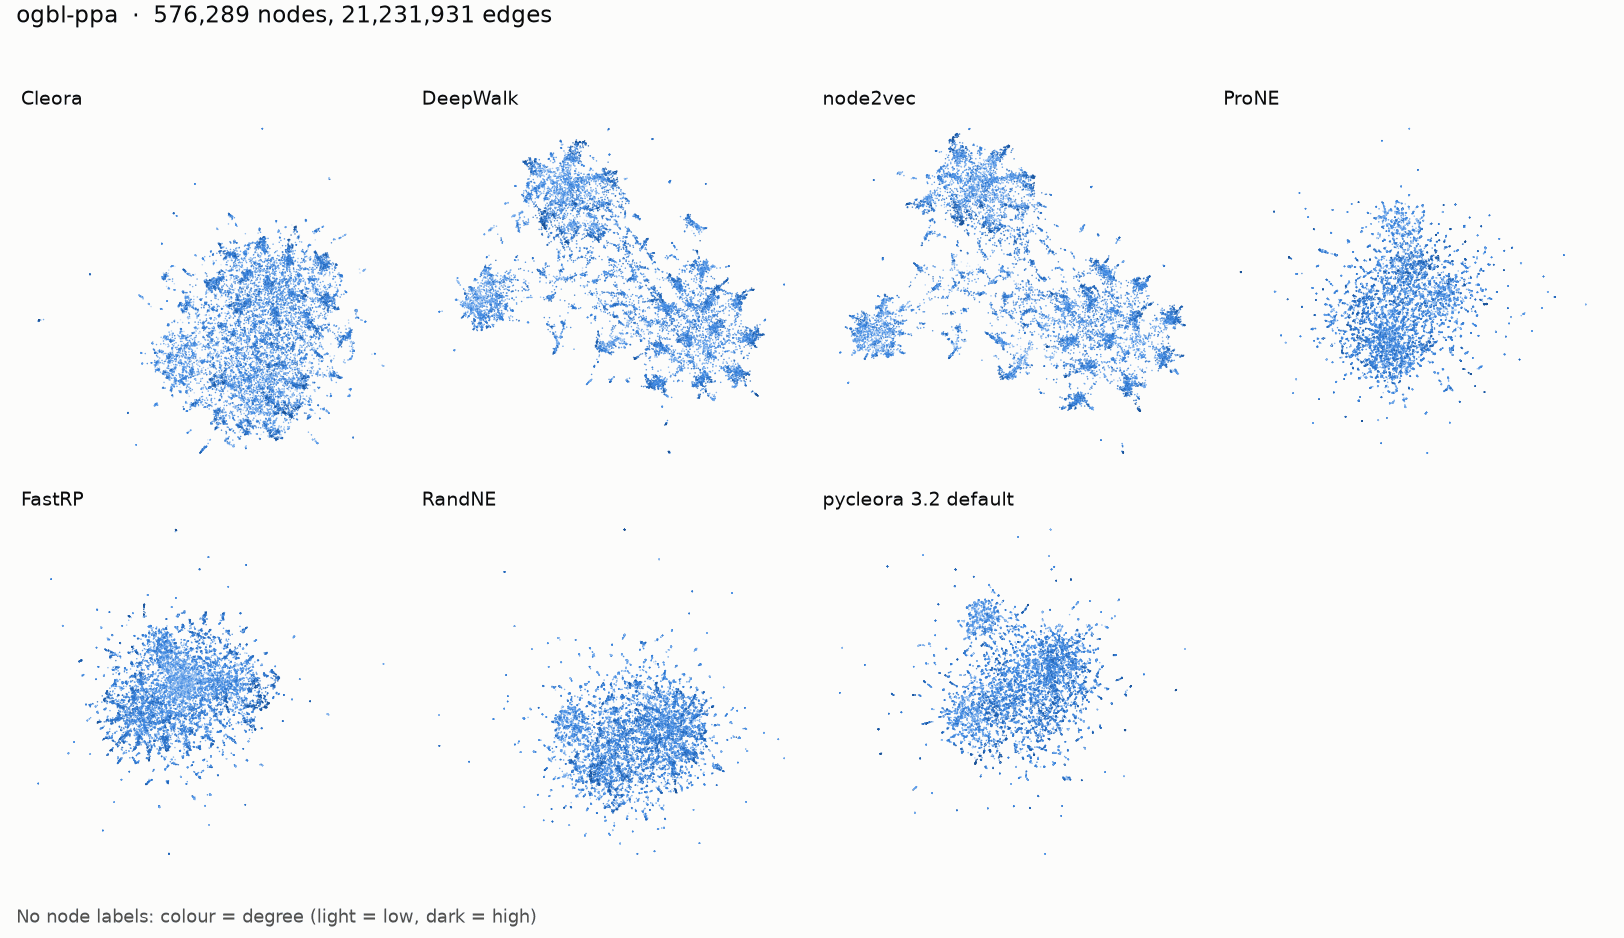 ogbl-ppa · 576,289 nodes, 21,231,931 edges
Cleora
DeepWalk
node2vec
ProNE
FastRP
RandNE
pycleora 3.2 default
No node labels: colour = degree (light = low, dark = high)